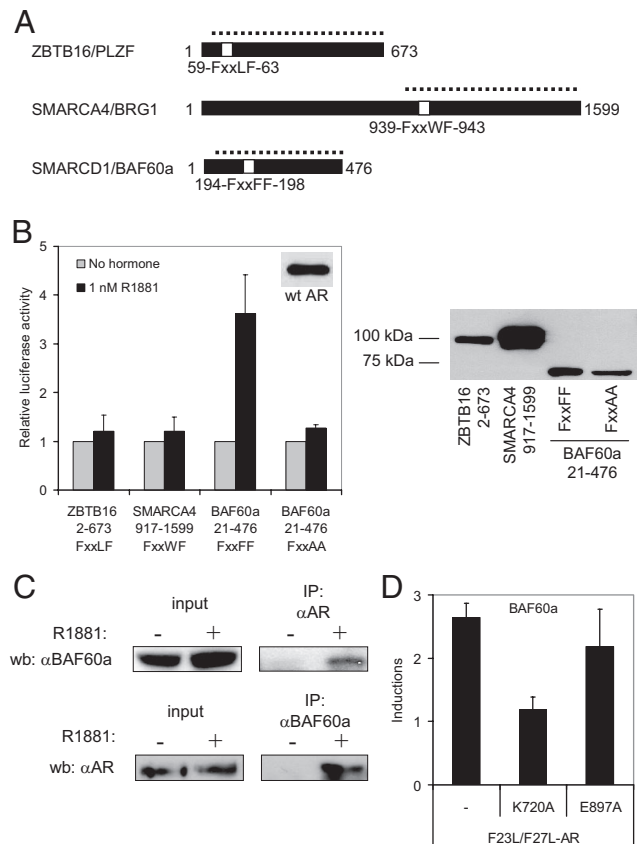 A
ZBTB16/PLZF 1 673
59-FxxLF-63
SMARCA4/BRG1 1 1599
939-FxxWF-943
SMARCD1/BAF60a 1 476
194-FxxFF-198
B
Relative luciferase activity
5
4
3
2
1
0
No hormone
1 nM R1881
wt AR
ZBTB16 SMARCA4 BAF60a BAF60a
2-673 917-1599 21-476 21-476
FxxLF FxxWF FxxFF FxxAA
100 kDa
75 kDa
ZBTB16
2-673
SMARCA4
917-1599
FxxFF
FxxAA
BAF60a
21-476
C
input
IP:
αAR
R1881: - + - +
wb: αBAF60a
input
IP:
αBAF60a
R1881: - + - +
wb: αAR
D
Inductions
3
2
1
0
BAF60a
- K720A E897A
F23L/F27L-AR